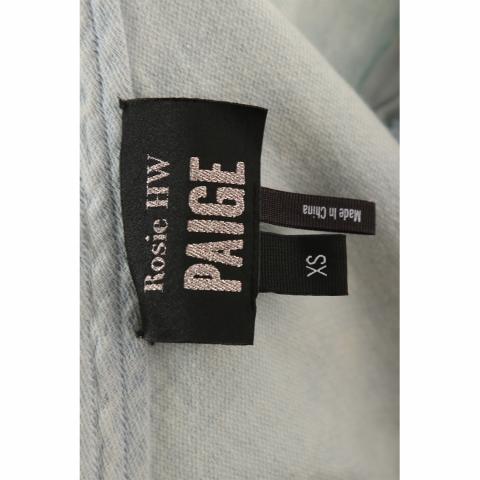 Rosie HW
PAIGE
Made In China
XS